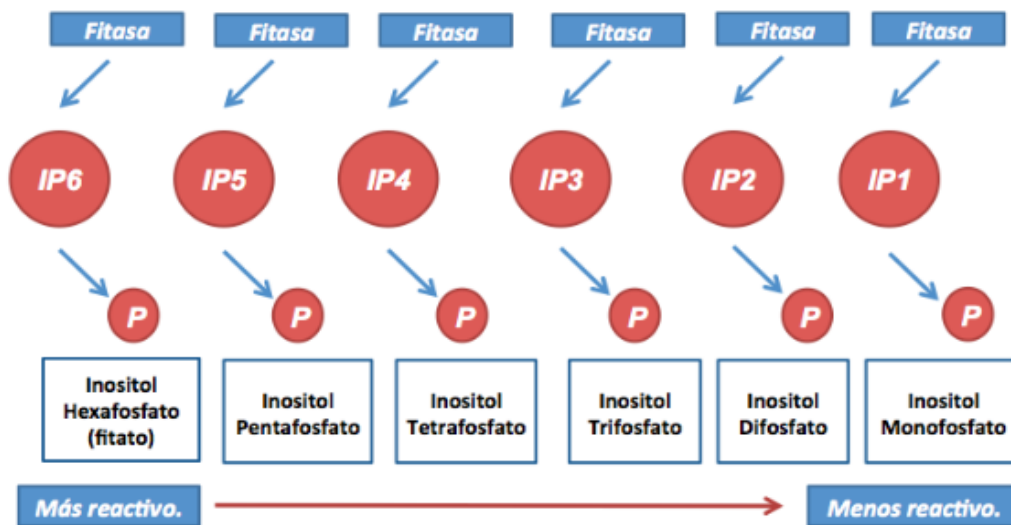 Fitasa
Fitasa
Fitasa
Fitasa
Fitasa
Fitasa
IP6
IP5
IP4
IP3
IP2
IP1
P
P
P
P
P
P
Inositol
Hexafosfato
(fitato)
Inositol
Pentafosfato
Inositol
Tetrafosfato
Inositol
Trifosfato
Inositol
Difosfato
Inositol
Monofosfato
Más reactivo.
Menos reactivo.